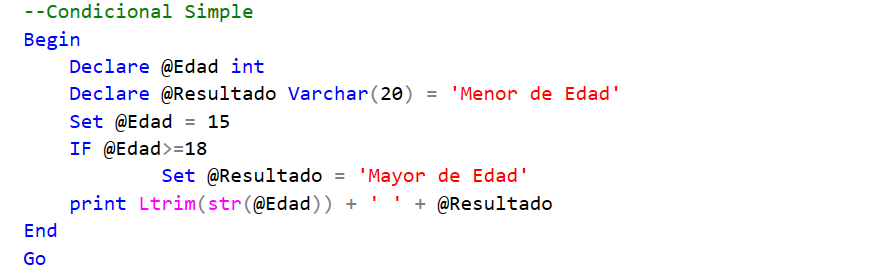 --Condicional Simple
Begin
    Declare @Edad int
    Declare @Resultado Varchar(20) = 'Menor de Edad'
    Set @Edad = 15
    IF @Edad>=18
            Set @Resultado = 'Mayor de Edad'
    print Ltrim(str(@Edad)) + ' ' + @Resultado
End
Go